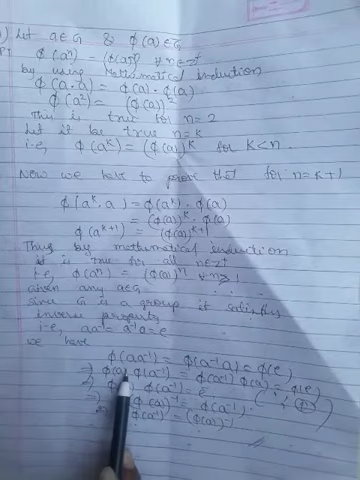 Let a∈G & φ(a)∈G̅
PT φ(aⁿ) = (φ(a))ⁿ ∀ n∈Z⁺
by using Mathematical induction
φ(a·a) = φ(a)·φ(a)
φ(a²) = (φ(a))²
This is true for n=2
Let it be true n=k
i.e, φ(aᵏ) = (φ(a))ᵏ for k<n.
Now we have to prove that for n=k+1
φ(aᵏ·a) = φ(aᵏ)·φ(a)
= (φ(a))ᵏ·φ(a)
φ(aᵏ⁺¹) = (φ(a))ᵏ⁺¹
Thus by mathematical induction
it is true for all n∈Z⁺
i.e, φ(aⁿ) = (φ(a))ⁿ ∀ n≥1
Given any a∈G
since G is a group it satisfies
inverse property
i.e, aa⁻¹ = a⁻¹a = e
we have
φ(aa⁻¹) = φ(a⁻¹a) = φ(e)
⇒ φ(a)·φ(a⁻¹) = φ(a⁻¹)φ(a) = φ(e)
⇒ φ(a⁻¹) = e
⇒ φ(a))⁻¹ = φ(a⁻¹).
⇒ φ(a⁻¹) = (φ(a))⁻¹